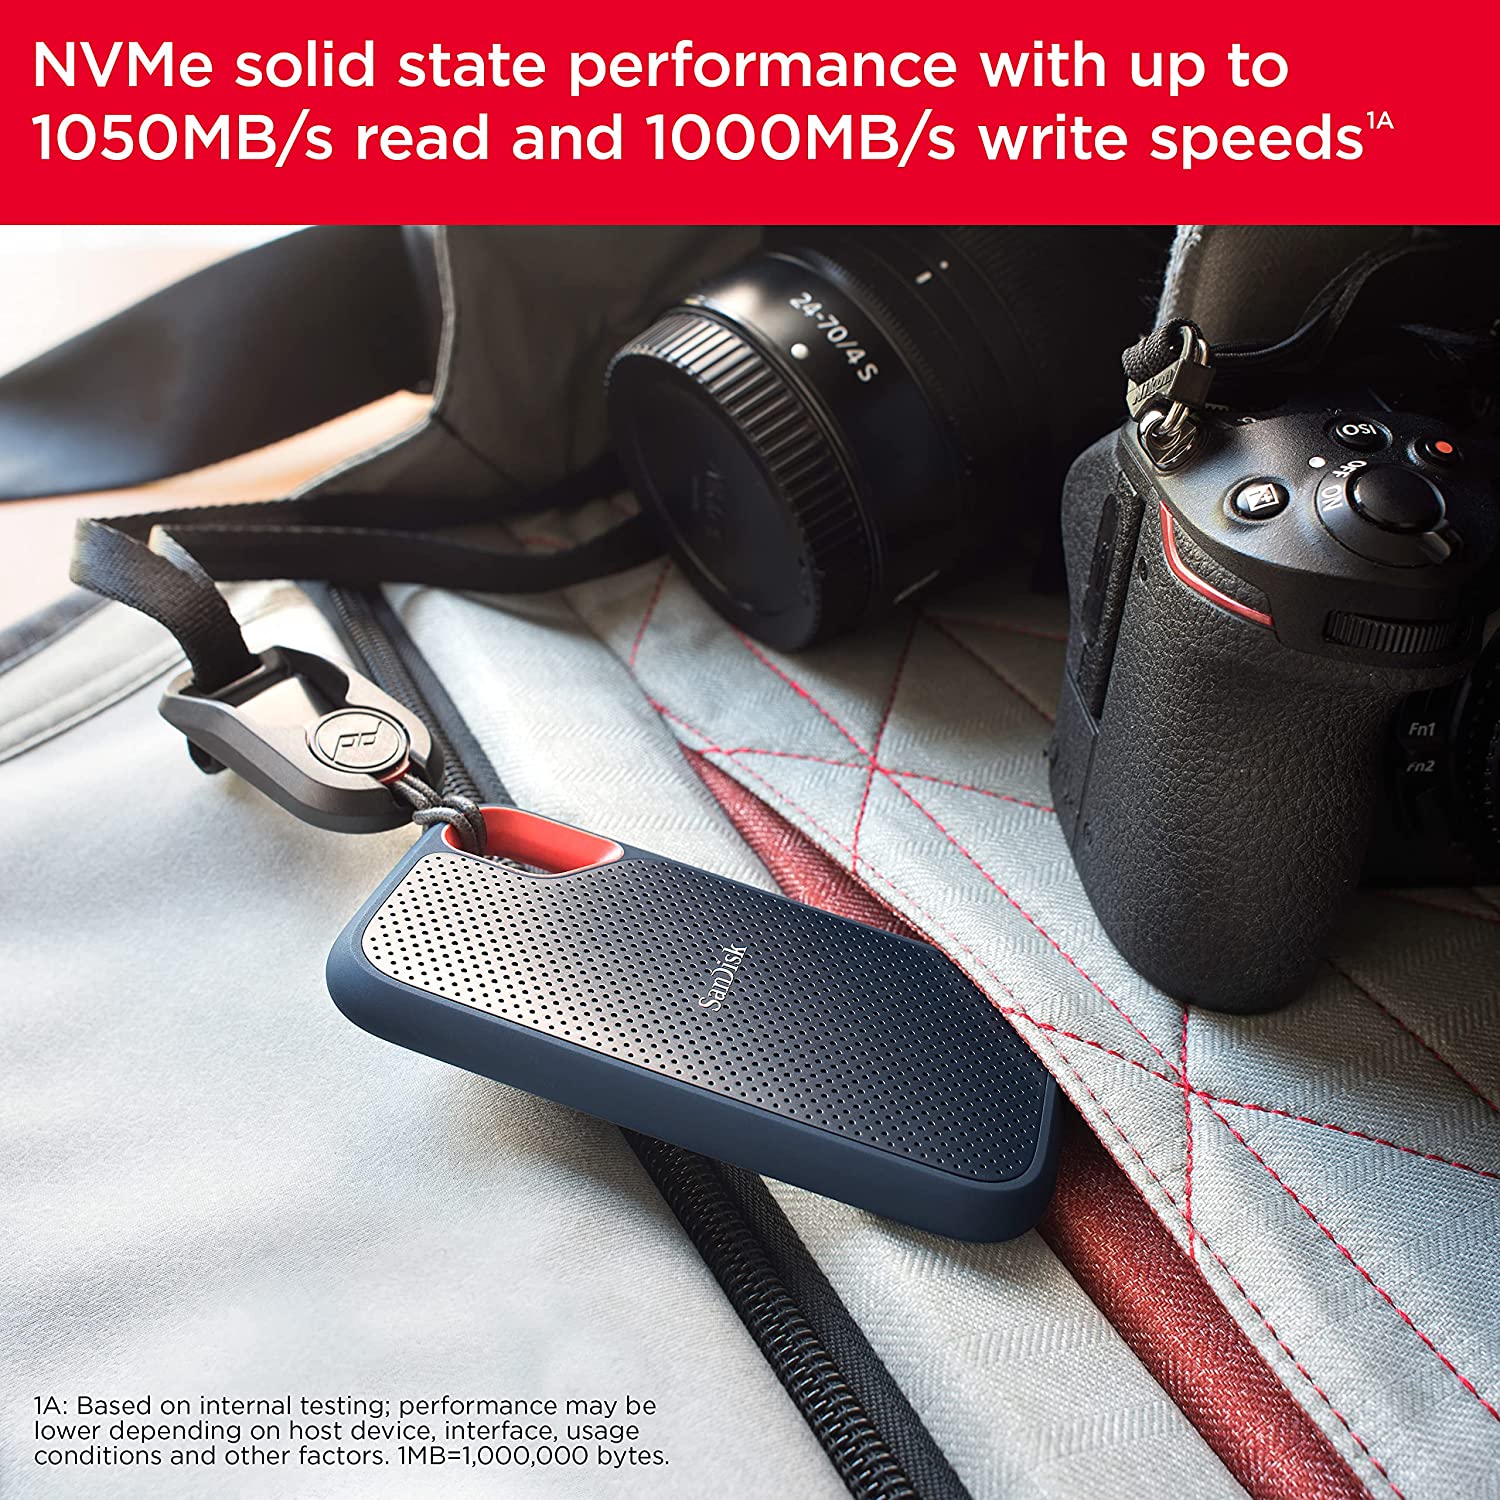 NVMe solid state performance with up to
1050MB/s read and 1000MB/s write speeds1A
24-70/4 S
Nikon
ISO
OFF
ON
Fn1
Fn2
SanDisk
1A: Based on internal testing; performance may be
lower depending on host device, interface, usage
conditions and other factors. 1MB=1,000,000 bytes.